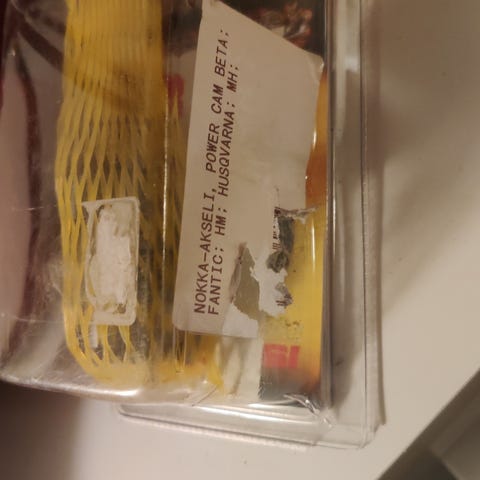 NOKKA-AKSELI, POWER CAM BETA;
FANTIC; HM; HUSQVARNA; MH;